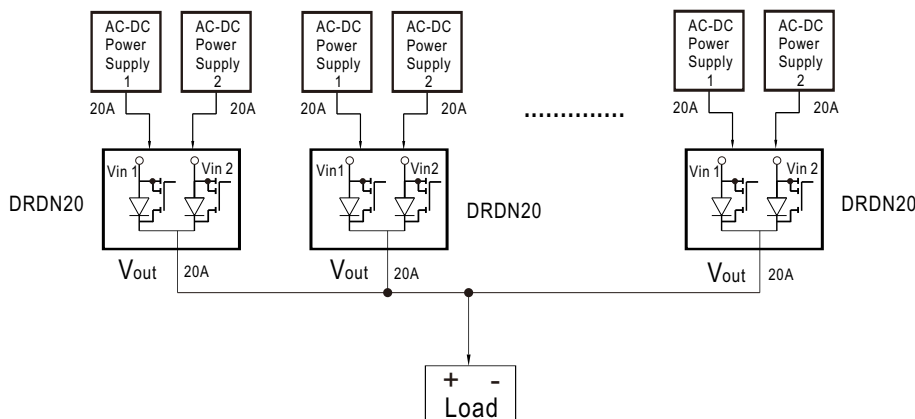 AC-DC
Power
Supply
1
AC-DC
Power
Supply
2
AC-DC
Power
Supply
1
AC-DC
Power
Supply
2
AC-DC
Power
Supply
1
AC-DC
Power
Supply
2
20A
20A
20A
20A
20A
20A
..............
Vin 1
Vin 2
Vin1
Vin2
Vin 1
Vin 2
DRDN20
DRDN20
DRDN20
Vout
20A
Vout
20A
Vout
20A
+ -
Load